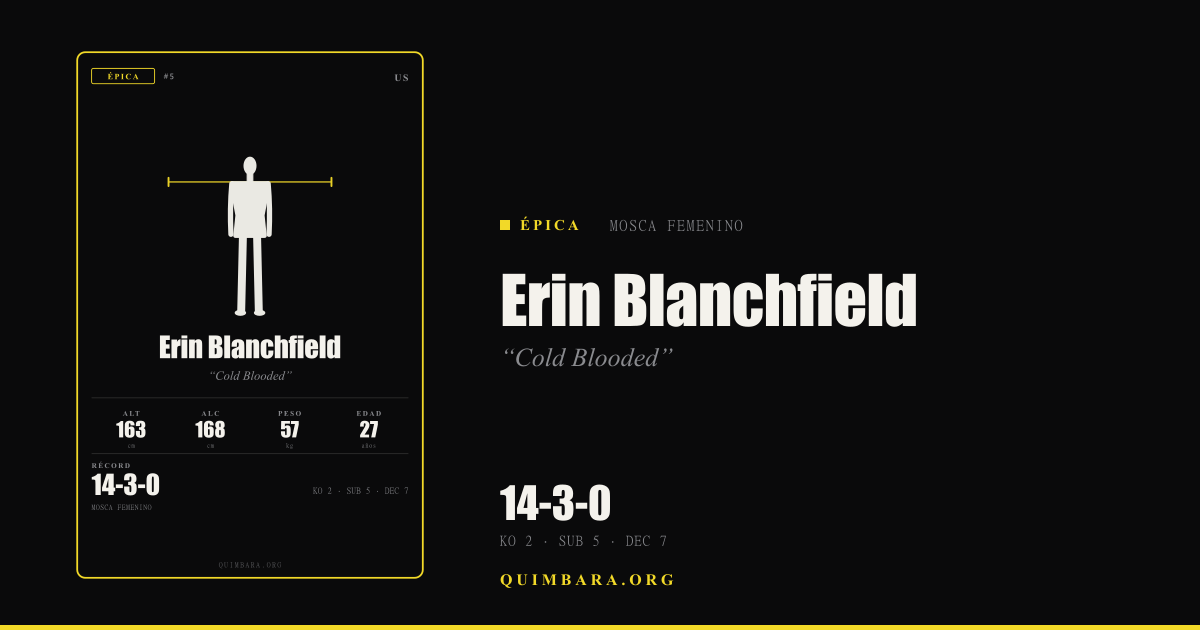 ÉPICA #5 US
Erin Blanchfield
“Cold Blooded”
ALT ALC PESO EDAD
163 168 57 27
cm cm kg años
RÉCORD
14-3-0
KO 2 · SUB 5 · DEC 7
MOSCA FEMENINO
QUIMBARA.ORG
ÉPICA MOSCA FEMENINO
Erin Blanchfield
“Cold Blooded”
14-3-0
KO 2 · SUB 5 · DEC 7
QUIMBARA.ORG